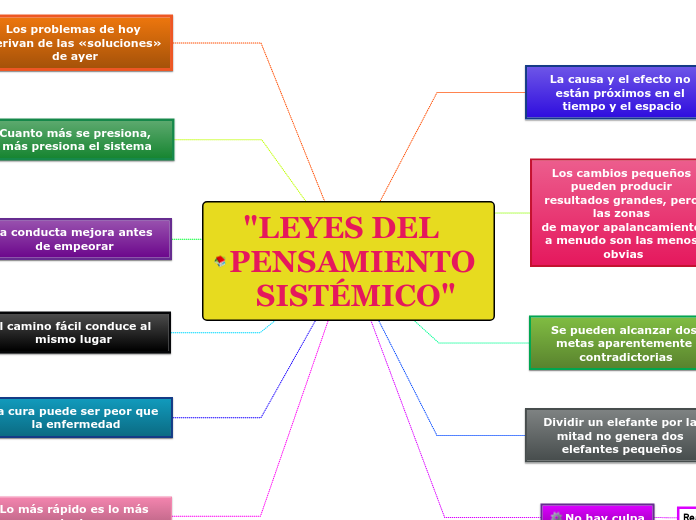 Los problemas de hoy
derivan de las «soluciones»
de ayer
Cuanto más se presiona,
más presiona el sistema
La conducta mejora antes
de empeorar
El camino fácil conduce al
mismo lugar
La cura puede ser peor que
la enfermedad
Lo más rápido es lo más
"LEYES DEL
PENSAMIENTO
SISTÉMICO"
La causa y el efecto no
están próximos en el
tiempo y el espacio
Los cambios pequeños
pueden producir
resultados grandes, pero
las zonas
de mayor apalancamiento
a menudo son las menos
obvias
Se pueden alcanzar dos
metas aparentemente
contradictorias
Dividir un elefante por la
mitad no genera dos
elefantes pequeños
No hay culpa